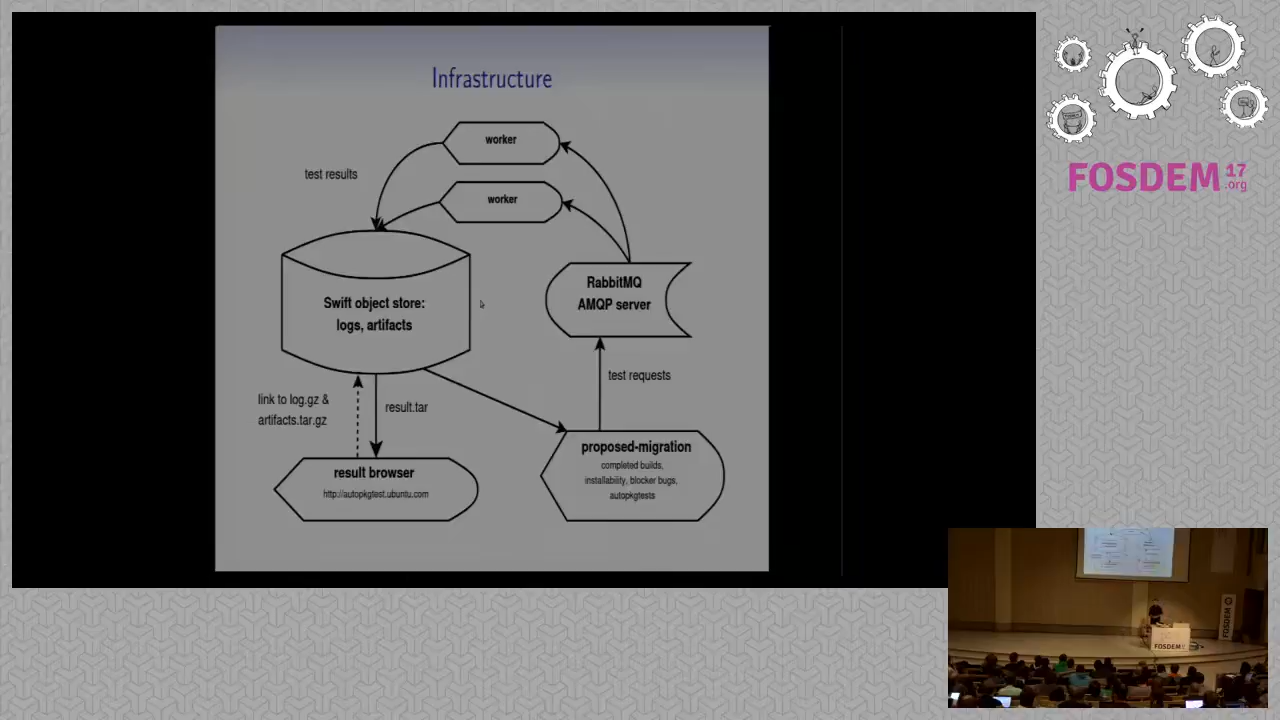 Infrastructure
worker
test results
worker
RabbitMQ
AMQP server
Swift object store:
logs, artifacts
test requests
link to log.gz &
artifacts.tar.gz
result.tar
proposed-migration
completed builds,
installability, blocker bugs,
autopkgtests
result browser
http://autopkgtest.ubuntu.com
FOSDEM 17
.org
FOSDEM
FOSDEM